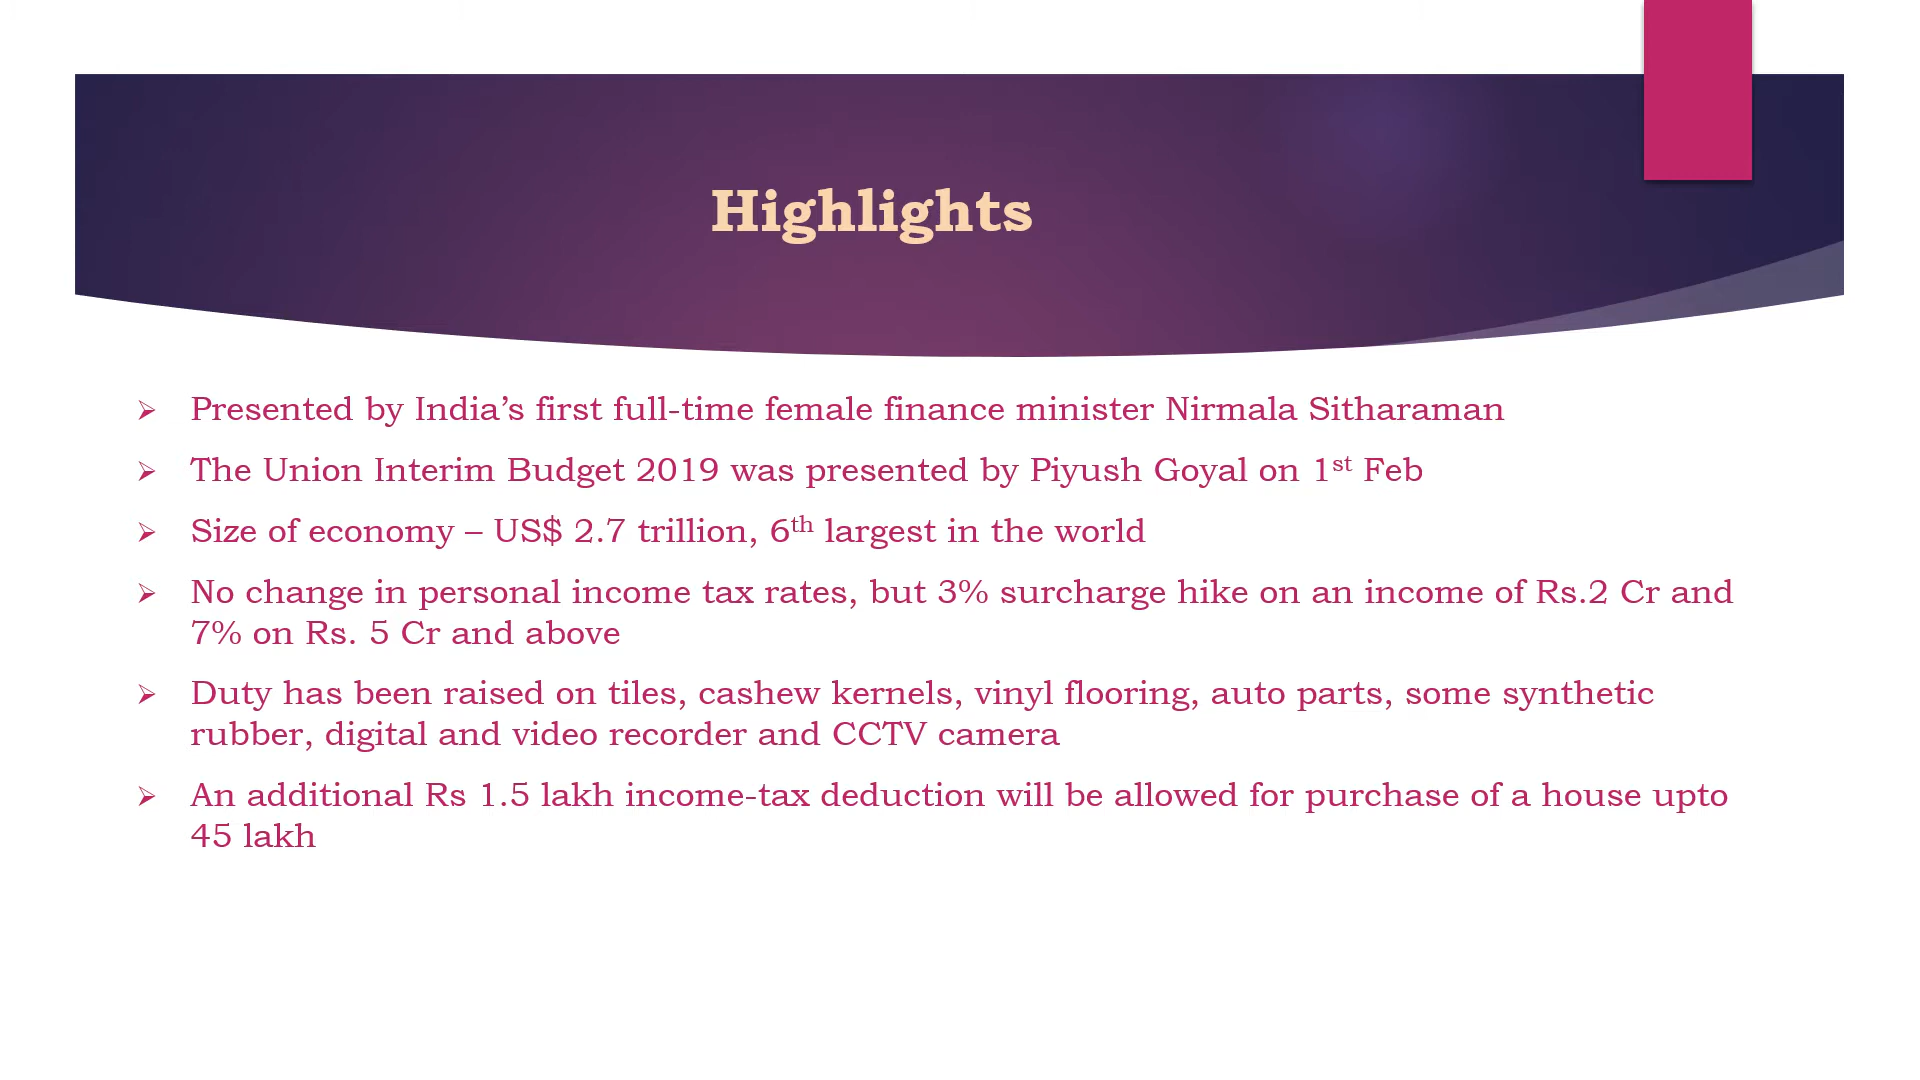 Highlights
Presented by India’s first full-time female finance minister Nirmala Sitharaman
The Union Interim Budget 2019 was presented by Piyush Goyal on 1st Feb
Size of economy – US$ 2.7 trillion, 6th largest in the world
No change in personal income tax rates, but 3% surcharge hike on an income of Rs.2 Cr and
7% on Rs. 5 Cr and above
Duty has been raised on tiles, cashew kernels, vinyl flooring, auto parts, some synthetic
rubber, digital and video recorder and CCTV camera
An additional Rs 1.5 lakh income-tax deduction will be allowed for purchase of a house upto
45 lakh